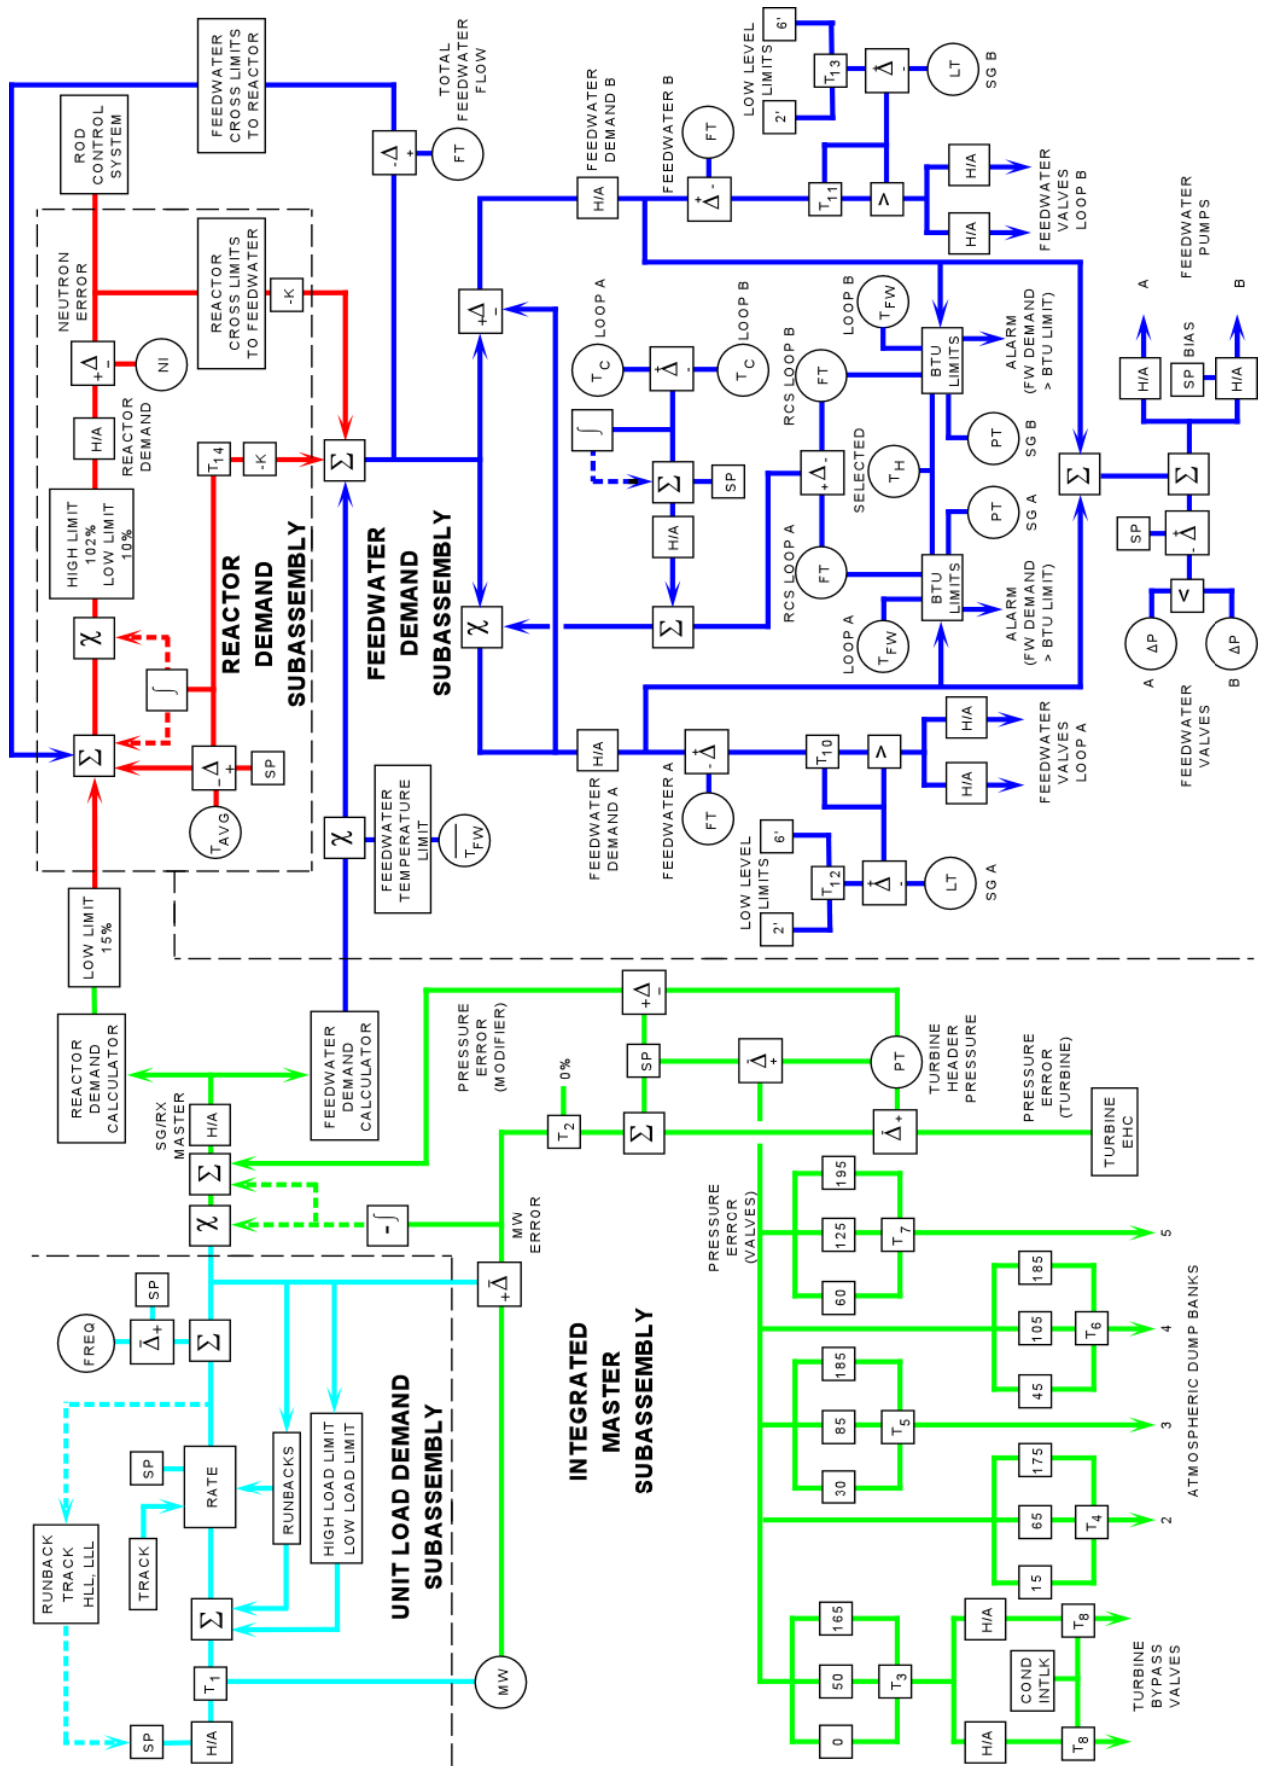 UNIT LOAD DEMAND
SUBASSEMBLY
RUNBACK
TRACK
HLL, LLL
SP
H/A
T1
MW
Σ
TRACK
RATE
SP
RUNBACKS
HIGH LOAD LIMIT
LOW LOAD LIMIT
FREQ
Δ̄+
SP
Σ
INTEGRATED
MASTER
SUBASSEMBLY
+Δ̄
MW
ERROR
-∫
χ
Σ
H/A
SG/RX
MASTER
REACTOR
DEMAND
CALCULATOR
FEEDWATER
DEMAND
CALCULATOR
LOW LIMIT
15%
PRESSURE
ERROR
(MODIFIER)
T2
0%
Σ
SP
+Δ-
Δ̄+
PT
TURBINE
HEADER
PRESSURE
Δ̄+
PRESSURE
ERROR
(TURBINE)
TURBINE
EHC
PRESSURE
ERROR
(VALVES)
0
50
165
T3
H/A
H/A
COND
INTLK
T8
T8
TURBINE
BYPASS
VALVES
15
65
175
T4
2
30
85
185
T5
3
45
105
185
T6
4
60
125
195
T7
5
ATMOSPHERIC DUMP BANKS
REACTOR
DEMAND
SUBASSEMBLY
Σ
χ
∫
TAVG
-Δ+
SP
HIGH LIMIT
102%
LOW LIMIT
10%
H/A
REACTOR
DEMAND
+Δ-
NI
NEUTRON
ERROR
ROD
CONTROL
SYSTEM
REACTOR
CROSS LIMITS
TO FEEDWATER
-K
T14
-K
FEEDWATER
CROSS LIMITS
TO REACTOR
FEEDWATER
DEMAND
SUBASSEMBLY
χ
FEEDWATER
TEMPERATURE
LIMIT
TFW
Σ
-Δ+
FT
TOTAL
FEEDWATER
FLOW
χ
+Δ-
TC
LOOP A
+Δ-
TC
LOOP B
∫
Σ
SP
H/A
Σ
+Δ-
RCS LOOP A
FT
RCS LOOP B
FT
SELECTED
TH
LOOP A
TFW
BTU
LIMITS
PT
SG A
ALARM
(FW DEMAND
> BTU LIMIT)
LOOP B
TFW
BTU
LIMITS
PT
SG B
ALARM
(FW DEMAND
> BTU LIMIT)
FEEDWATER
DEMAND A
H/A
FEEDWATER A
FT
-Δ+
T10
>
H/A
H/A
FEEDWATER
VALVES
LOOP A
LOW LEVEL
LIMITS
2'
6'
T12
+Δ-
LT
SG A
FEEDWATER
DEMAND B
H/A
FEEDWATER B
FT
+Δ-
T11
>
H/A
H/A
FEEDWATER
VALVES
LOOP B
LOW LEVEL
LIMITS
2'
6'
T13
+Δ-
LT
SG B
Σ
Σ
SP
-Δ+
<
A
ΔP
B
ΔP
FEEDWATER
VALVES
H/A
A
SP
BIAS
H/A
B
FEEDWATER
PUMPS